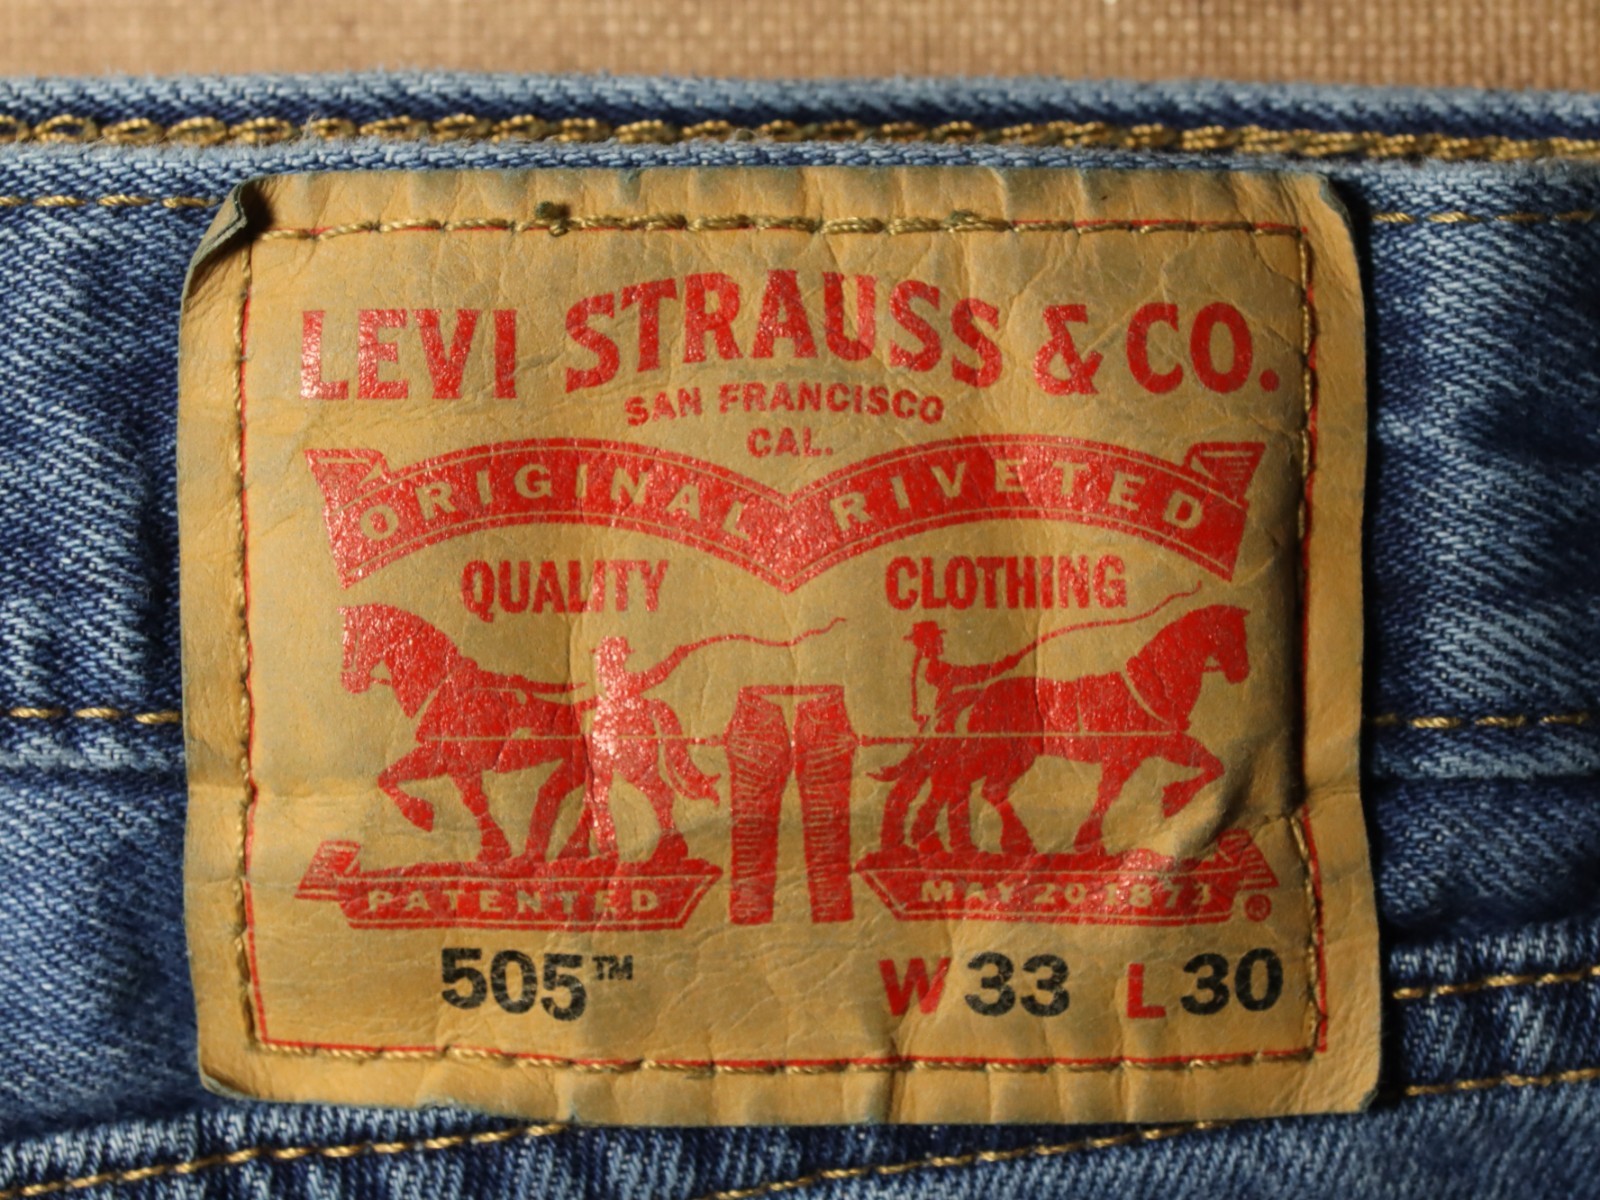 LEVI STRAUSS & CO.
SAN FRANCISCO
CAL.
ORIGINAL RIVETED
QUALITY CLOTHING
PATENTED MAY 20 1873 ®
505™ W33 L30